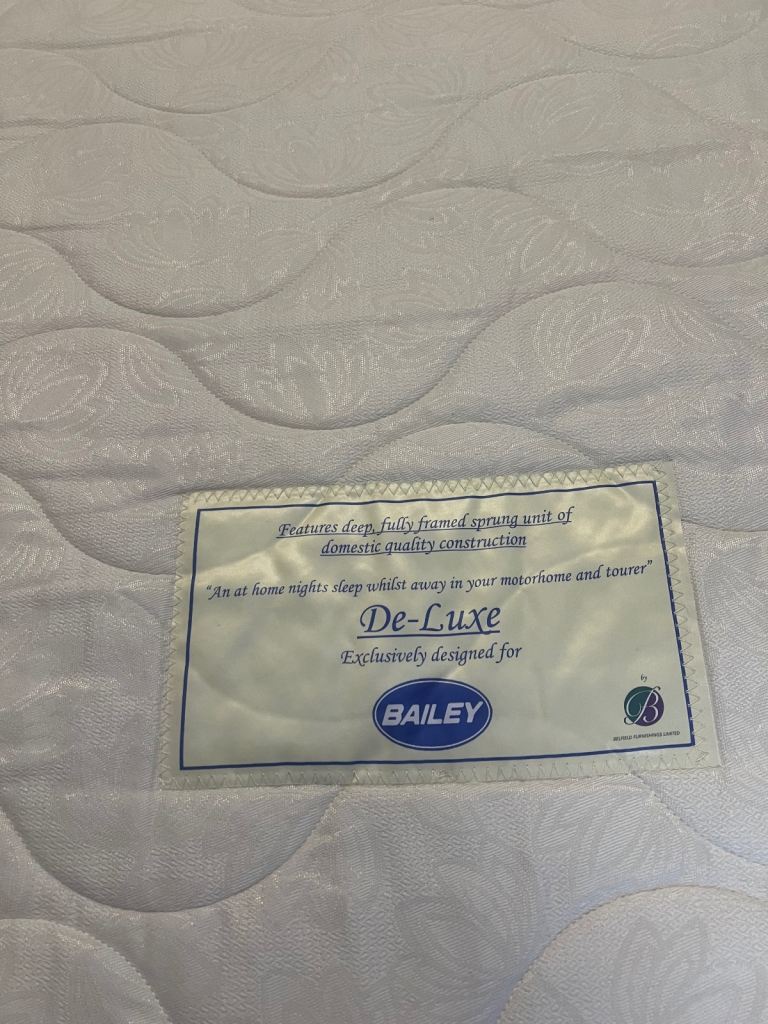 Features deep, fully framed sprung unit of
domestic quality construction
“An at home nights sleep whilst away in your motorhome and tourer”
De-Luxe
Exclusively designed for
BAILEY
by
B
BELFIELD FURNISHINGS LIMITED